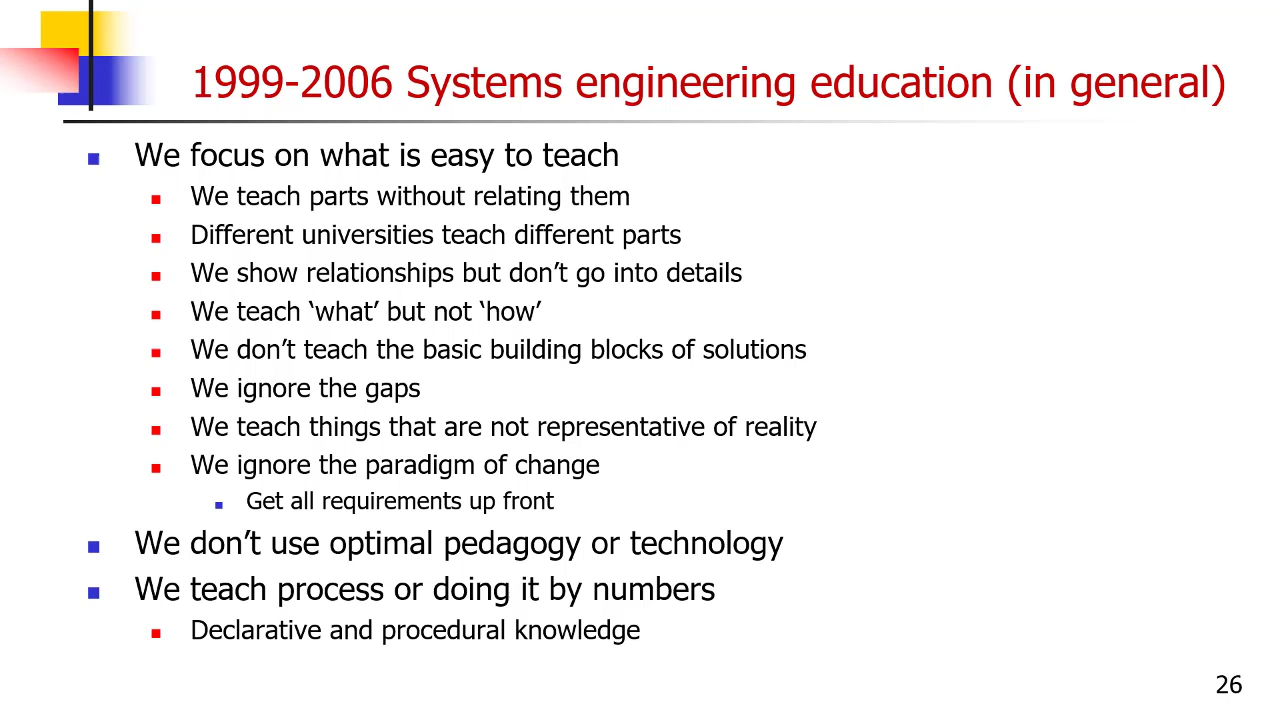 1999-2006 Systems engineering education (in general)
We focus on what is easy to teach
We teach parts without relating them
Different universities teach different parts
We show relationships but don’t go into details
We teach ‘what’ but not ‘how’
We don’t teach the basic building blocks of solutions
We ignore the gaps
We teach things that are not representative of reality
We ignore the paradigm of change
Get all requirements up front
We don’t use optimal pedagogy or technology
We teach process or doing it by numbers
Declarative and procedural knowledge
26